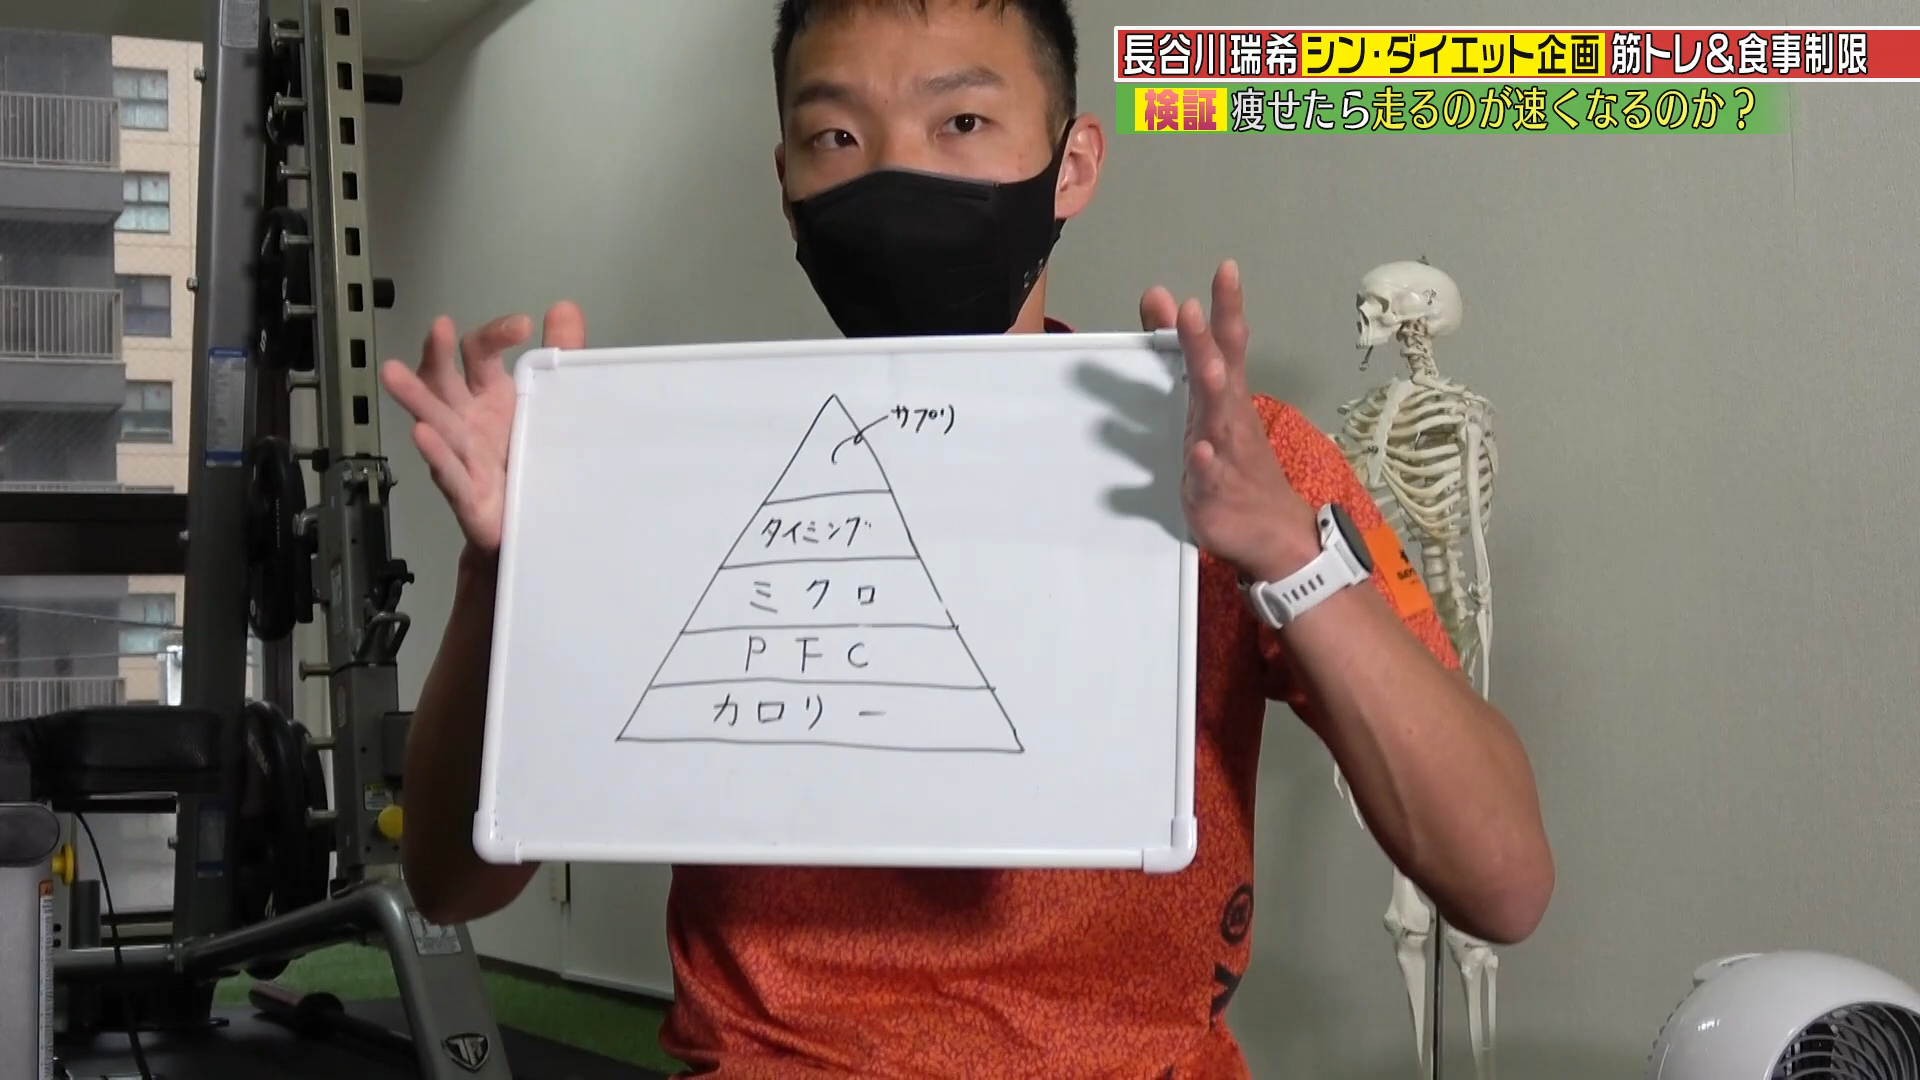 長谷川瑞希シン・ダイエット企画 筋トレ&食事制限
検証 痩せたら走るのが速くなるのか?
サプリ
タイミング
ミクロ
PFC
カロリー